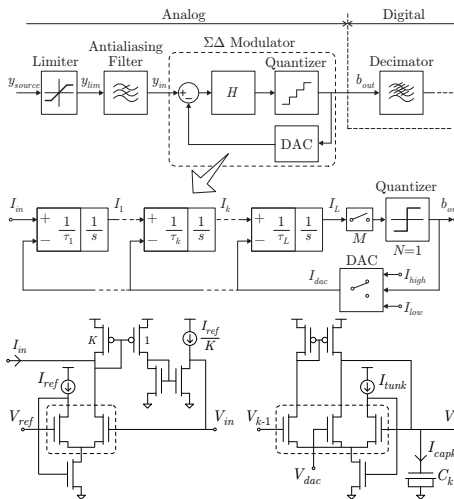 Analog Digital
ΣΔ Modulator
Limiter Antialiasing Filter Quantizer Decimator
y_source y_lim y_in H b_out
DAC
I_in I_1 I_k I_L Quantizer
+ 1/τ_1 1/s + 1/τ_k 1/s + 1/τ_L 1/s
− − −
M N=1
DAC
I_dac I_high
I_low
K 1 I_ref/K
I_in
I_ref I_tunk
V_ref V_in V_k-1
V_dac I_capk
C_k